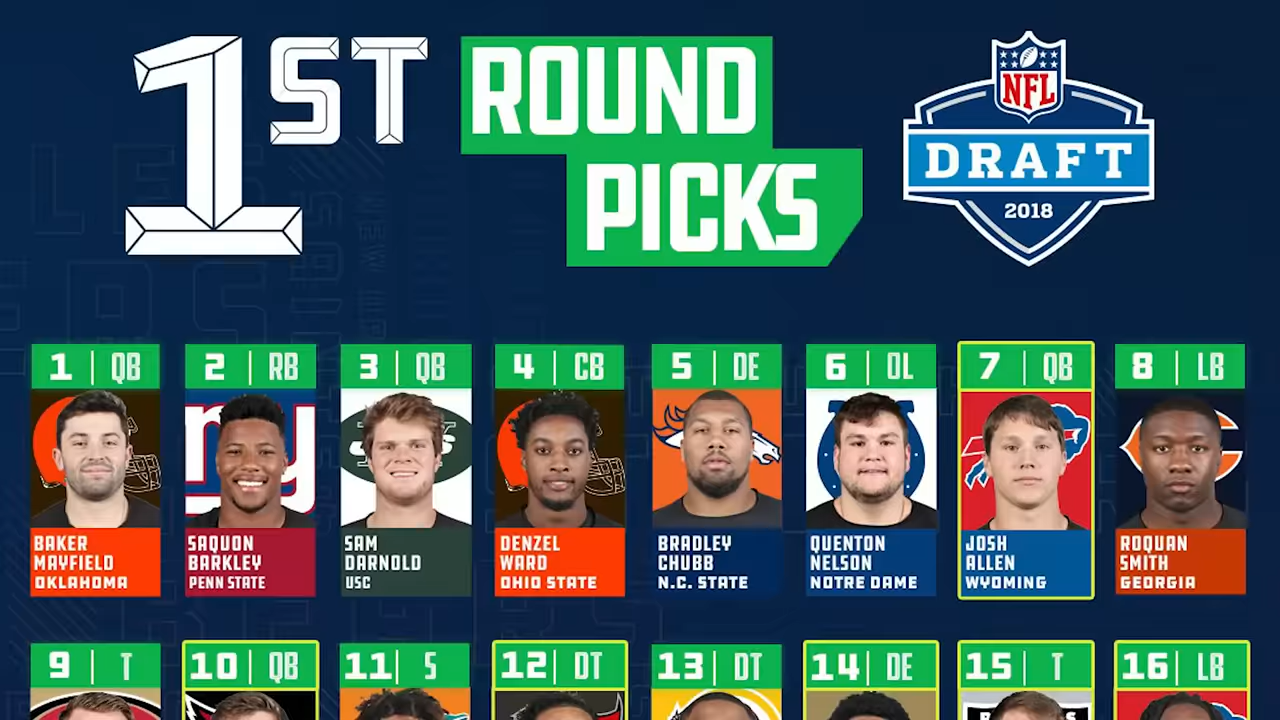 1ST
ROUND
PICKS
NFL
DRAFT
2018
1 | QB
2 | RB
3 | QB
4 | CB
5 | DE
6 | OL
7 | QB
8 | LB
BAKER
MAYFIELD
OKLAHOMA
SAQUON
BARKLEY
PENN STATE
SAM
DARNOLD
USC
DENZEL
WARD
OHIO STATE
BRADLEY
CHUBB
N.C. STATE
QUENTON
NELSON
NOTRE DAME
JOSH
ALLEN
WYOMING
ROQUAN
SMITH
GEORGIA
9 | T
10 | QB
11 | S
12 | DT
13 | DT
14 | DE
15 | T
16 | LB